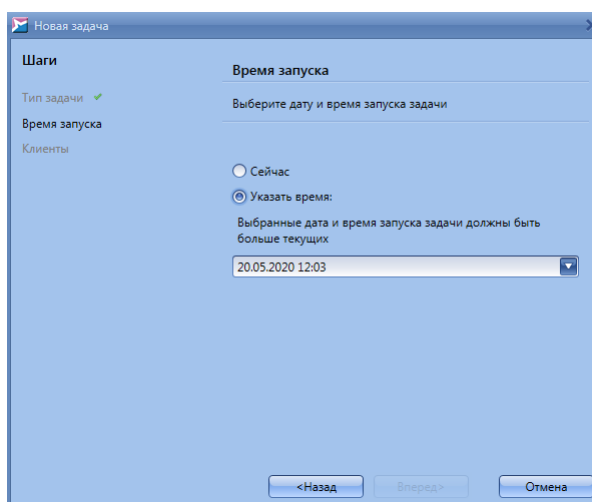 Новая задача
Шаги
Тип задачи
Время запуска
Клиенты
Время запуска
Выберите дату и время запуска задачи
Сейчас
Указать время:
Выбранные дата и время запуска задачи должны быть
больше текущих
20.05.2020 12:03
<Назад
Вперед>
Отмена